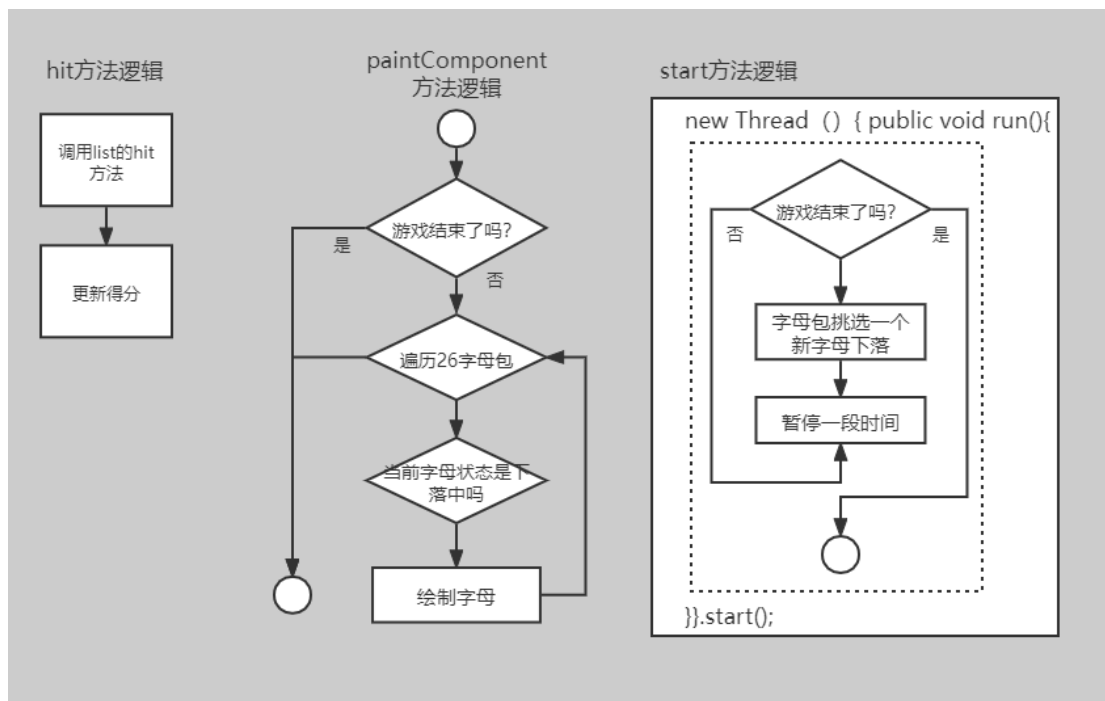 hit方法逻辑
调用list的hit
方法
更新得分
paintComponent
方法逻辑
游戏结束了吗?
是
否
遍历26字母包
当前字母状态是下
落中吗
绘制字母
start方法逻辑
new Thread（）{ public void run(){
游戏结束了吗?
否
是
字母包挑选一个
新字母下落
暂停一段时间
}}.start();